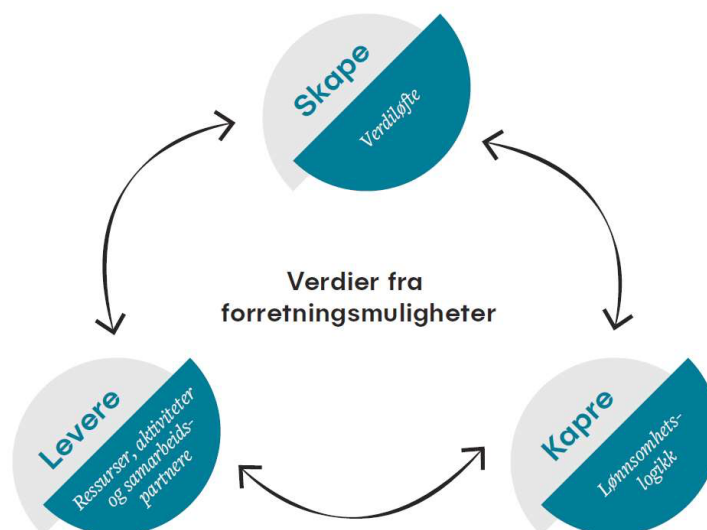 Skape
Verdiløfte
Verdier fra
forretningsmuligheter
Levere
Ressurser, aktiviteter
og samarbeids-
partnere
Kapre
Lønnsomhets-
logikk